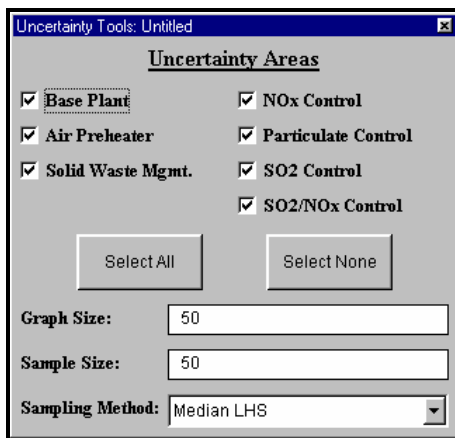 Uncertainty Tools: Untitled
Uncertainty Areas
Base Plant
NOx Control
Air Preheater
Particulate Control
Solid Waste Mgmt.
SO2 Control
SO2/NOx Control
Select All
Select None
Graph Size: 50
Sample Size: 50
Sampling Method: Median LHS